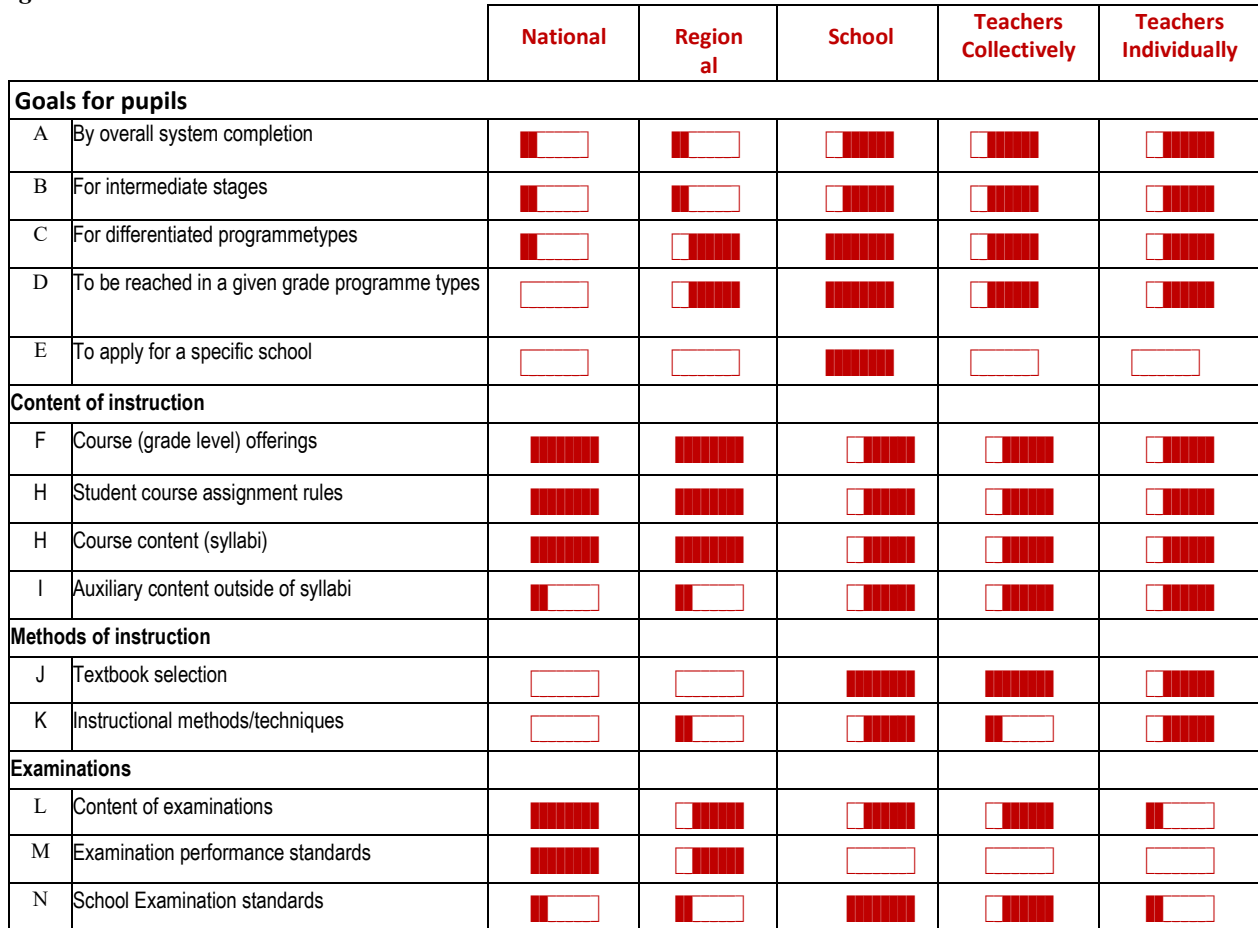 National Region School Teachers Teachers
al Collectively Individually
Goals for pupils
A By overall system completion
B For intermediate stages
C For differentiated programmetypes
D To be reached in a given grade programme types
E To apply for a specific school
Content of instruction
F Course (grade level) offerings
H Student course assignment rules
H Course content (syllabi)
I Auxiliary content outside of syllabi
Methods of instruction
J Textbook selection
K Instructional methods/techniques
Examinations
L Content of examinations
M Examination performance standards
N School Examination standards